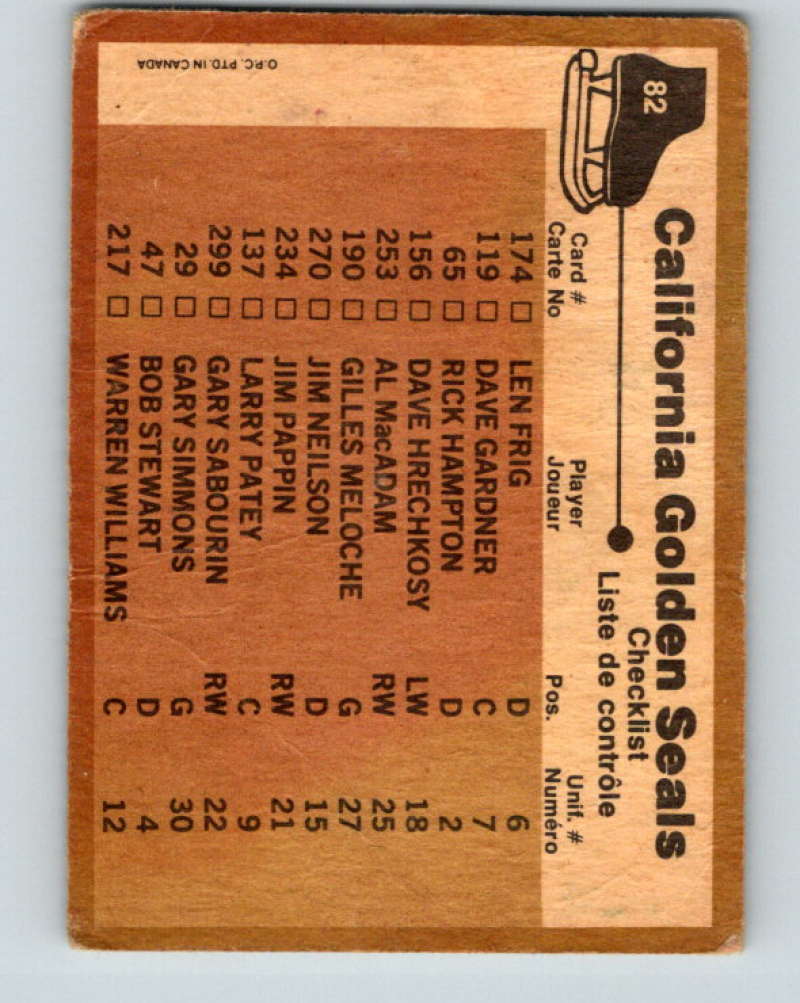 82
California Golden Seals
Checklist
Liste de contrôle
Card # Player Pos. Unif. #
Carte No Joueur Numéro
174 □ LEN FRIG D 6
119 □ DAVE GARDNER C 7
65 □ RICK HAMPTON D 2
156 □ DAVE HRECHKOSY LW 18
253 □ AL MacADAM RW 25
190 □ GILLES MELOCHE G 27
270 □ JIM NEILSON D 15
234 □ JIM PAPPIN RW 21
137 □ LARRY PATEY C 9
299 □ GARY SABOURIN RW 22
29 □ GARY SIMMONS G 30
47 □ BOB STEWART D 4
217 □ WARREN WILLIAMS C 12
O.P.C. PTD. IN CANADA